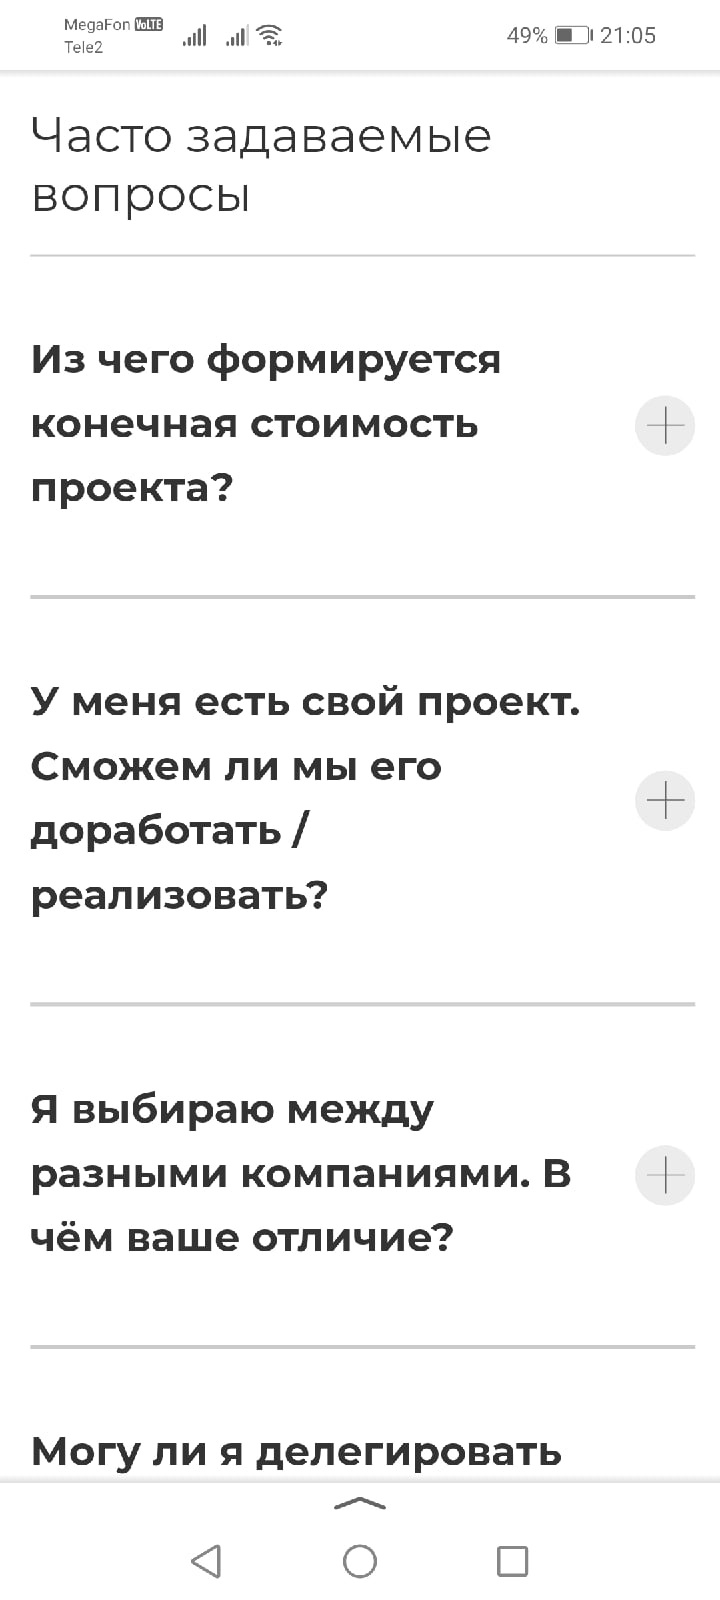 MegaFon VoLTE
Tele2
49% 21:05
Часто задаваемые
вопросы
Из чего формируется
конечная стоимость
проекта?
У меня есть свой проект.
Сможем ли мы его
доработать /
реализовать?
Я выбираю между
разными компаниями. В
чём ваше отличие?
Могу ли я делегировать